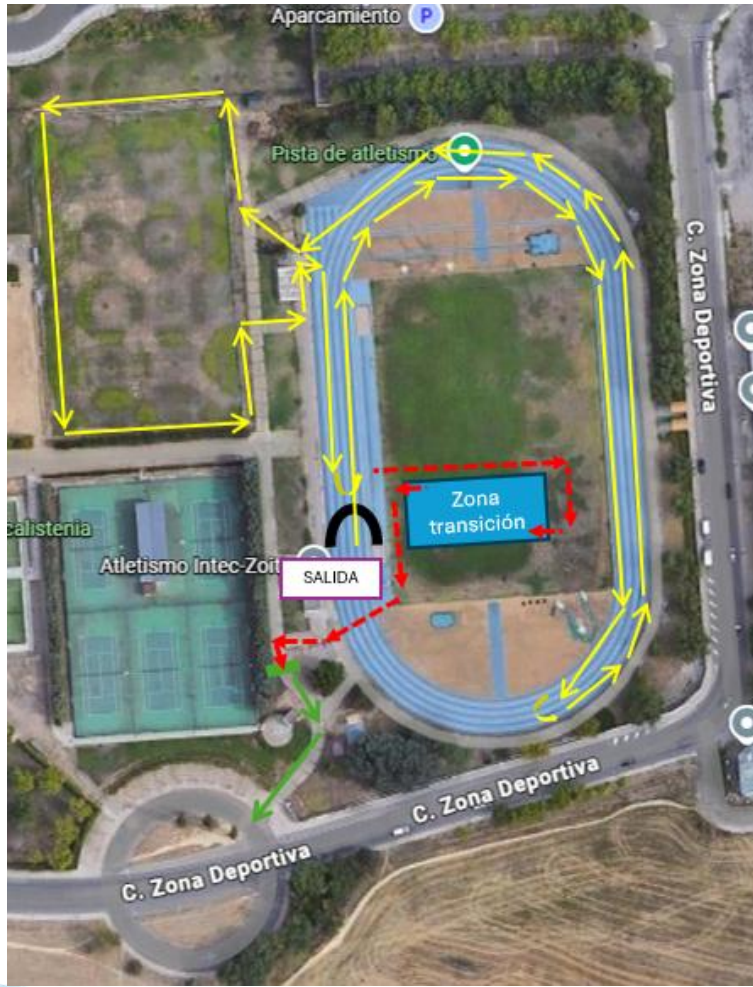 Aparcamiento P
Pista de atletismo
C. Zona Deportiva
Zona
transición
calistenia
Atletismo Intec-Zoit
SALIDA
C. Zona Deportiva
C. Zona Deportiva